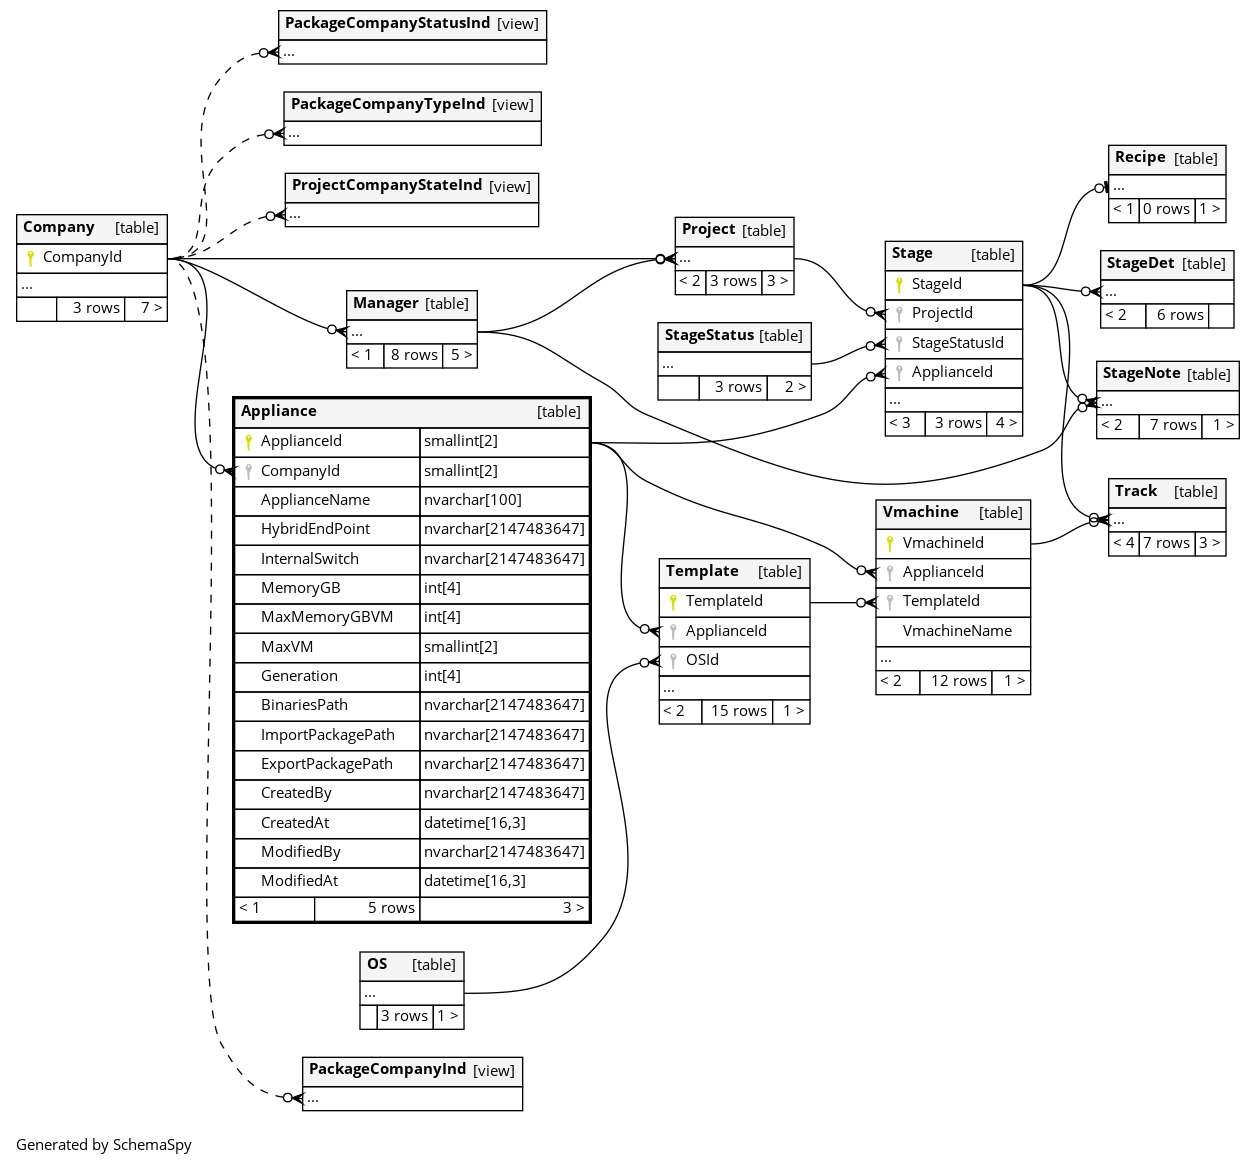 PackageCompanyStatusInd [view]
...
PackageCompanyTypeInd [view]
...
ProjectCompanyStateInd [view]
...
Company [table]
CompanyId
...
3 rows 7 >
Manager [table]
...
< 1 8 rows 5 >
Project [table]
...
< 2 3 rows 3 >
StageStatus [table]
...
3 rows 2 >
Stage [table]
StageId
ProjectId
StageStatusId
ApplianceId
...
< 3 3 rows 4 >
Recipe [table]
...
< 1 0 rows 1 >
StageDet [table]
...
< 2 6 rows
StageNote [table]
...
< 2 7 rows 1 >
Track [table]
...
< 4 7 rows 3 >
Appliance [table]
ApplianceId smallint[2]
CompanyId smallint[2]
ApplianceName nvarchar[100]
HybridEndPoint nvarchar[2147483647]
InternalSwitch nvarchar[2147483647]
MemoryGB int[4]
MaxMemoryGBVM int[4]
MaxVM smallint[2]
Generation int[4]
BinariesPath nvarchar[2147483647]
ImportPackagePath nvarchar[2147483647]
ExportPackagePath nvarchar[2147483647]
CreatedBy nvarchar[2147483647]
CreatedAt datetime[16,3]
ModifiedBy nvarchar[2147483647]
ModifiedAt datetime[16,3]
< 1 5 rows 3 >
Template [table]
TemplateId
ApplianceId
OSId
...
< 2 15 rows 1 >
Vmachine [table]
VmachineId
ApplianceId
TemplateId
VmachineName
...
< 2 12 rows 1 >
OS [table]
...
3 rows 1 >
PackageCompanyInd [view]
...
Generated by SchemaSpy